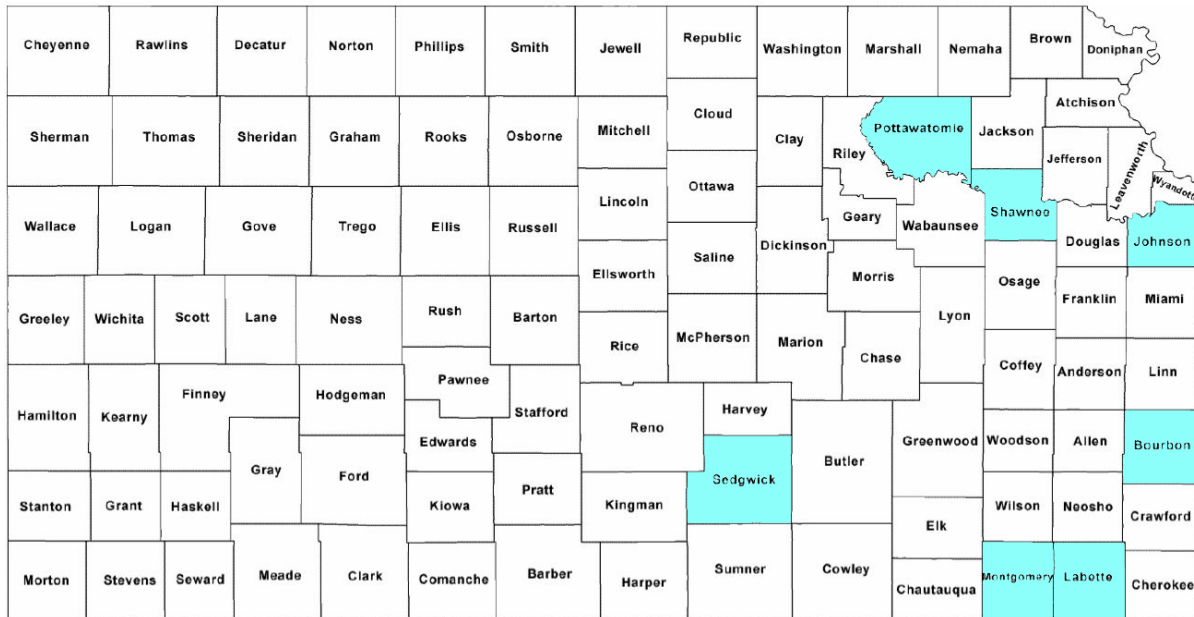 Cheyenne
Rawlins
Decatur
Norton
Phillips
Smith
Jewell
Republic
Washington
Marshall
Nemaha
Brown
Doniphan
Sherman
Thomas
Sheridan
Graham
Rooks
Osborne
Mitchell
Cloud
Clay
Riley
Pottawatomie
Jackson
Atchison
Jefferson
Leavenworth
Wyandott
Wallace
Logan
Gove
Trego
Ellis
Russell
Lincoln
Ottawa
Saline
Dickinson
Geary
Wabaunsee
Shawnee
Douglas
Johnson
Ellsworth
Morris
Osage
Franklin
Miami
Greeley
Wichita
Scott
Lane
Ness
Rush
Barton
Rice
McPherson
Marion
Chase
Lyon
Coffey
Anderson
Linn
Hamilton
Kearny
Finney
Hodgeman
Pawnee
Stafford
Edwards
Reno
Harvey
Butler
Greenwood
Woodson
Allen
Bourbon
Gray
Ford
Sedgwick
Stanton
Grant
Haskell
Kiowa
Pratt
Kingman
Elk
Wilson
Neosho
Crawford
Morton
Stevens
Seward
Meade
Clark
Comanche
Barber
Harper
Sumner
Cowley
Chautauqua
Montgomery
Labette
Cherokee